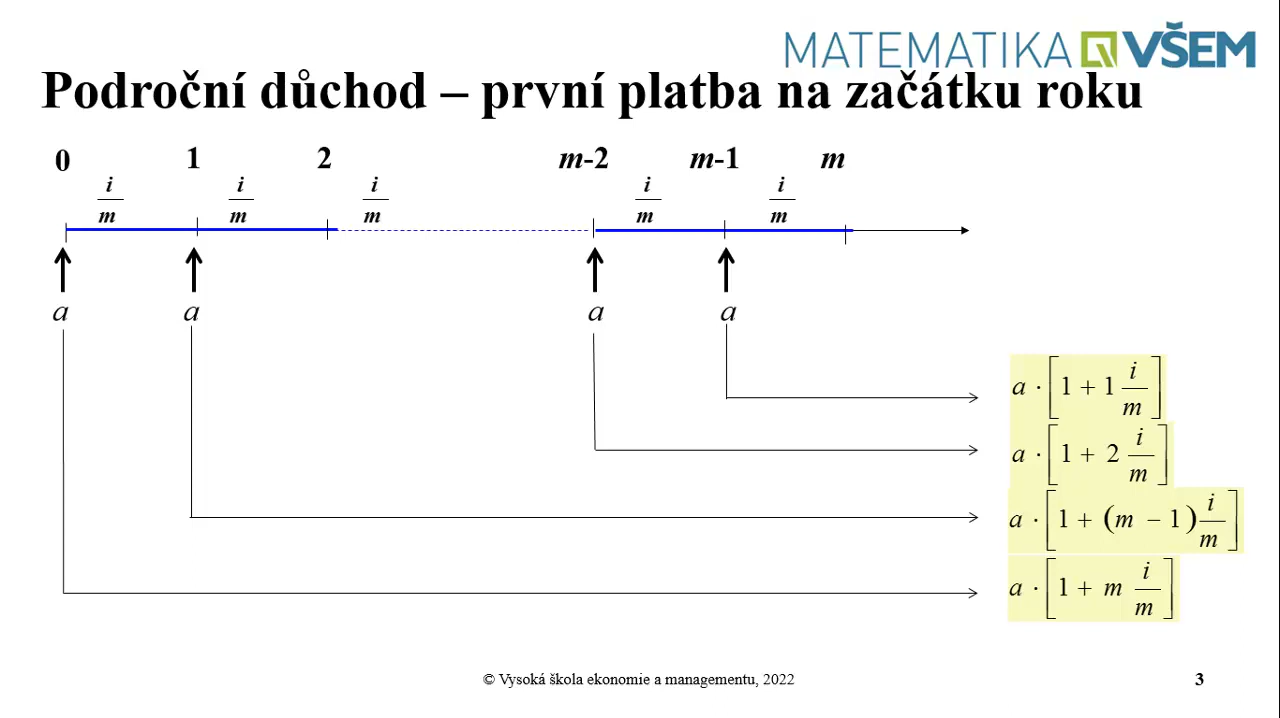 MATEMATIKA VŠEM
Područní důchod – první platba na začátku roku
0 1 2 m-2 m-1 m
i/m i/m i/m i/m i/m
a a a a
a · [1 + 1 i/m]
a · [1 + 2 i/m]
a · [1 + (m − 1) i/m]
a · [1 + m i/m]
© Vysoká škola ekonomie a managementu, 2022
3